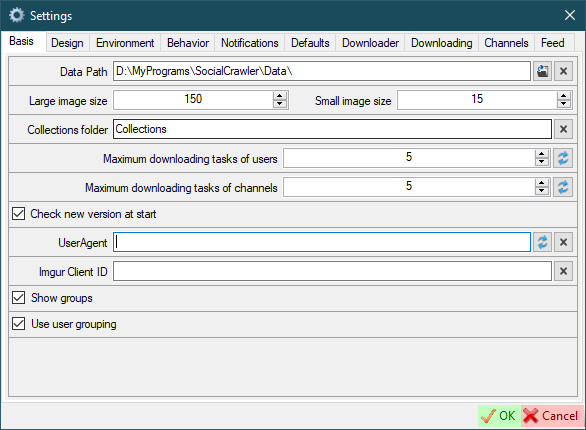 Settings
Basis Design Environment Behavior Notifications Defaults Downloader Downloading Channels Feed
Data Path D:\MyPrograms\SocialCrawler\Data\
Large image size 150 Small image size 15
Collections folder Collections
Maximum downloading tasks of users 5
Maximum downloading tasks of channels 5
Check new version at start
UserAgent
Imgur Client ID
Show groups
Use user grouping
OK Cancel